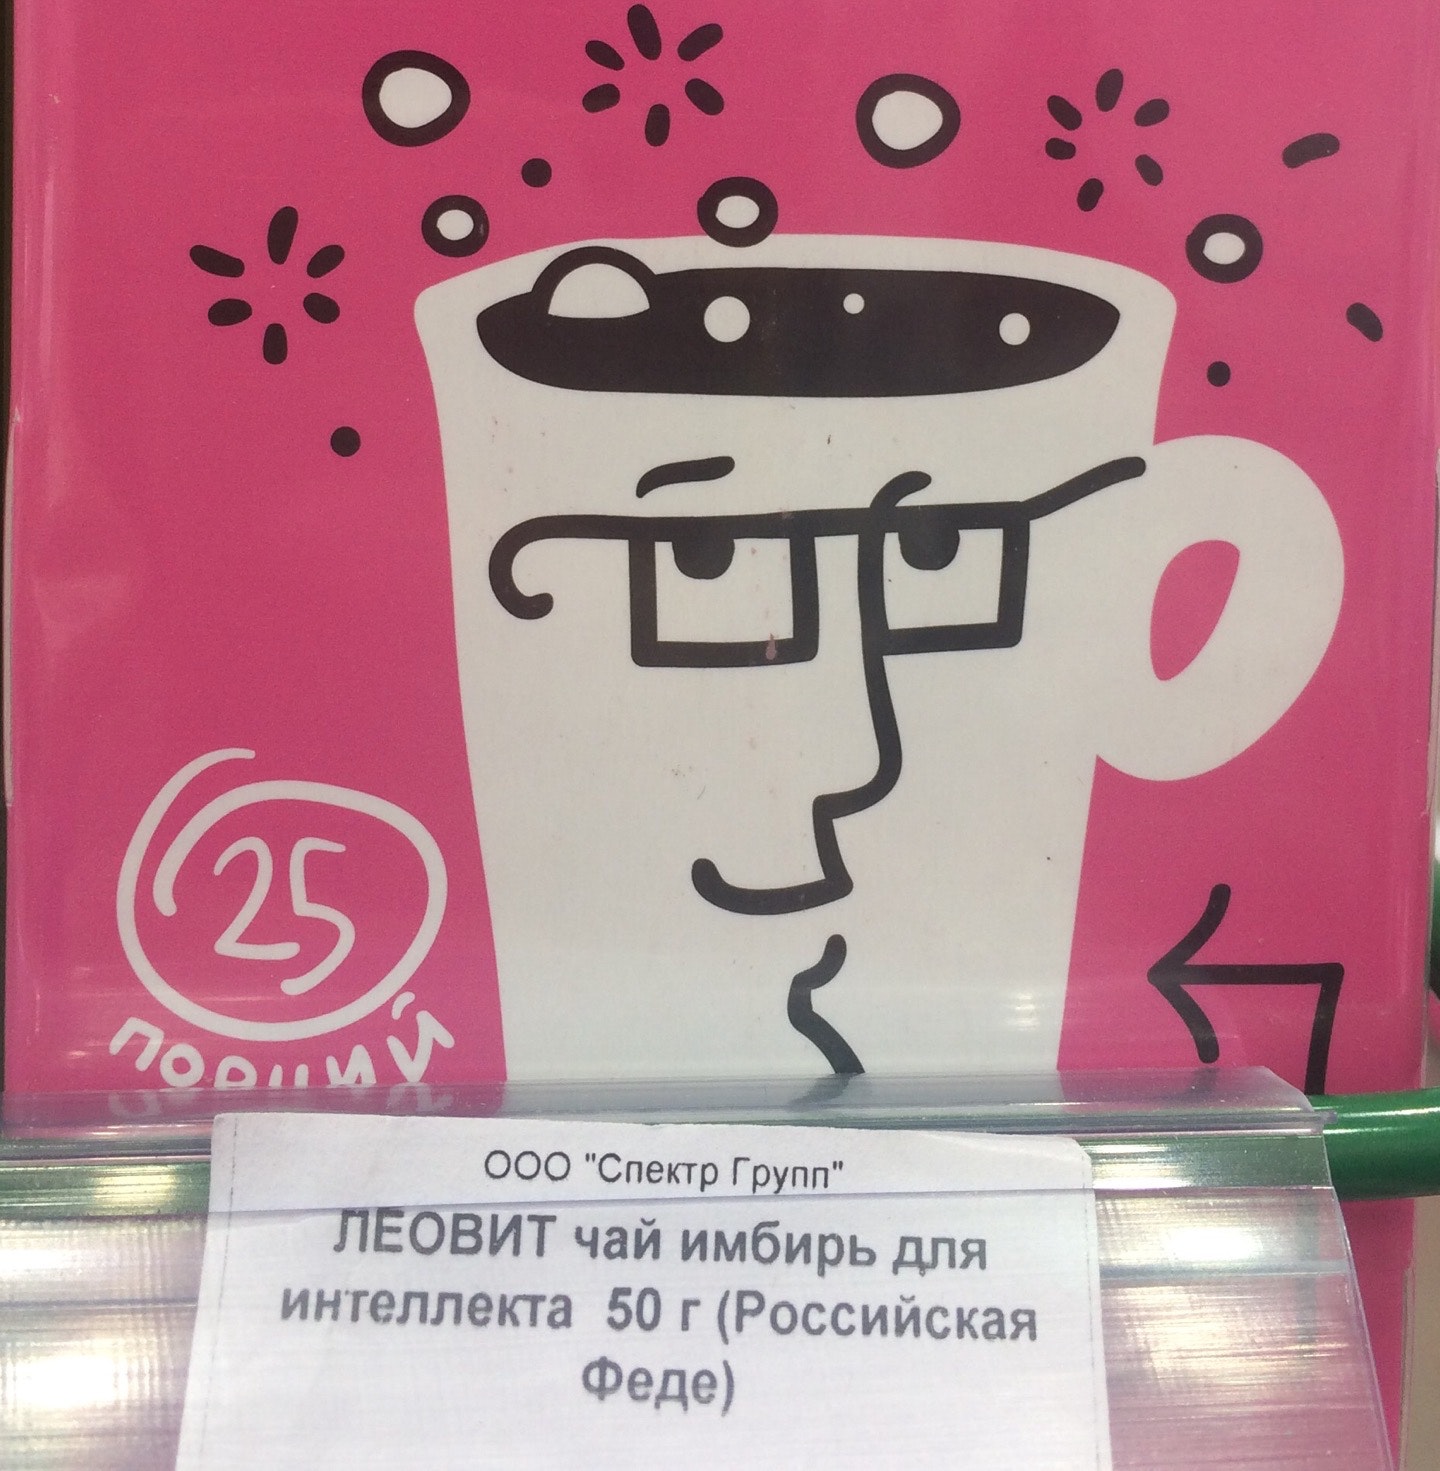 25
порций
ООО "Спектр Групп"
ЛЕОВИТ чай имбирь для
интеллекта 50 г (Российская
Феде)